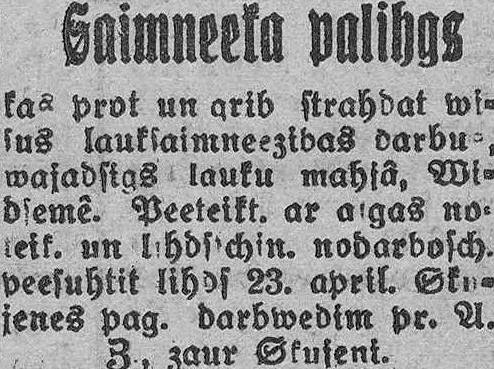 Saimneeka palihgs
kas prot un grib strahdat wi-
sus lauksaimneezibas darbus,
wajadsigs lauku mahjâ, Wi-
dsemê. Peeteikt. ar algas no-
teik. un lihdsschin. nodarbosch.
peesuhtit lihds 23. april. Sku-
jenes pag. darbwedim pr. A.
Z., zaur Skujeni.